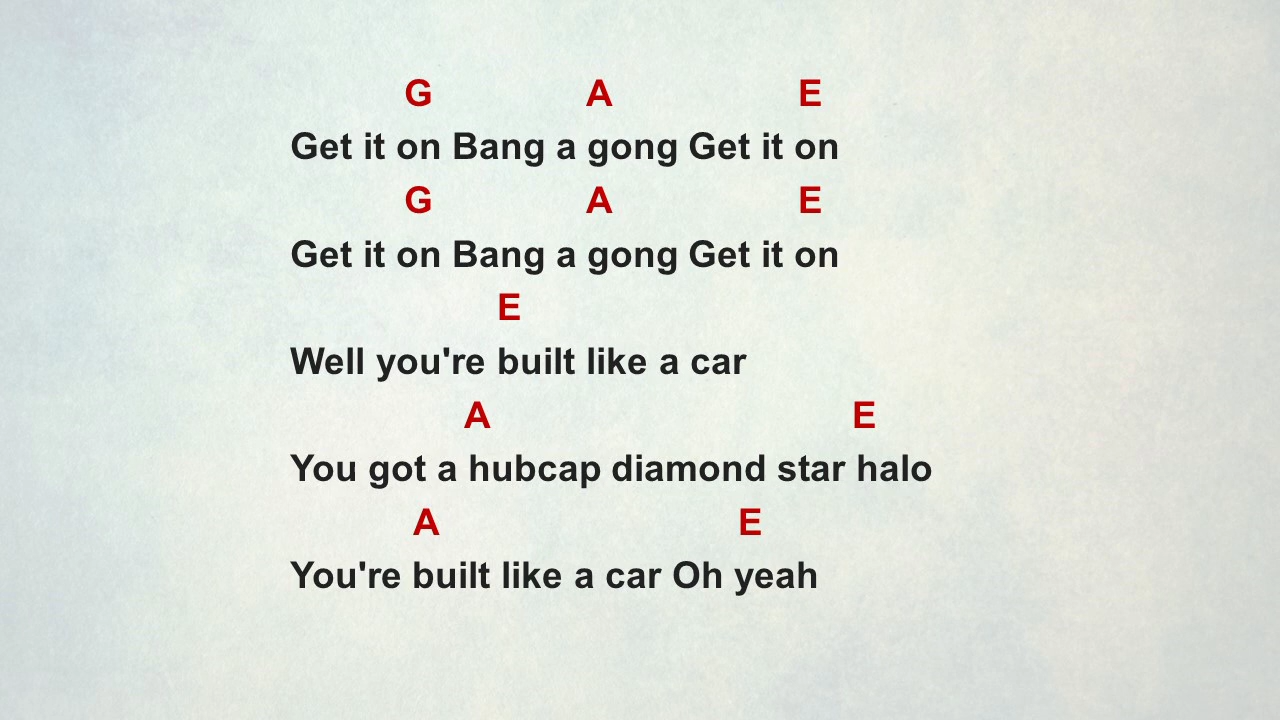 G A E
Get it on Bang a gong Get it on
G A E
Get it on Bang a gong Get it on
E
Well you're built like a car
A E
You got a hubcap diamond star halo
A E
You're built like a car Oh yeah